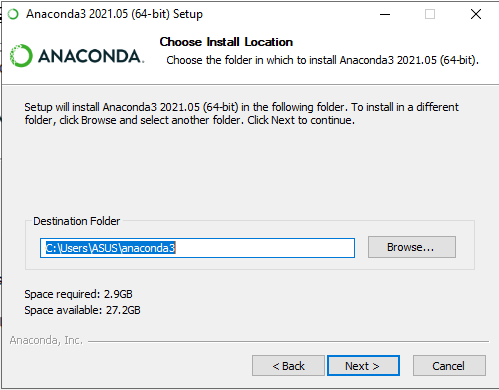 Anaconda3 2021.05 (64-bit) Setup
ANACONDA.
Choose Install Location
Choose the folder in which to install Anaconda3 2021.05 (64-bit).
Setup will install Anaconda3 2021.05 (64-bit) in the following folder. To install in a different
folder, click Browse and select another folder. Click Next to continue.
Destination Folder
C:\Users\ASUS\anaconda3
Browse...
Space required: 2.9GB
Space available: 27.2GB
Anaconda, Inc.
< Back
Next >
Cancel